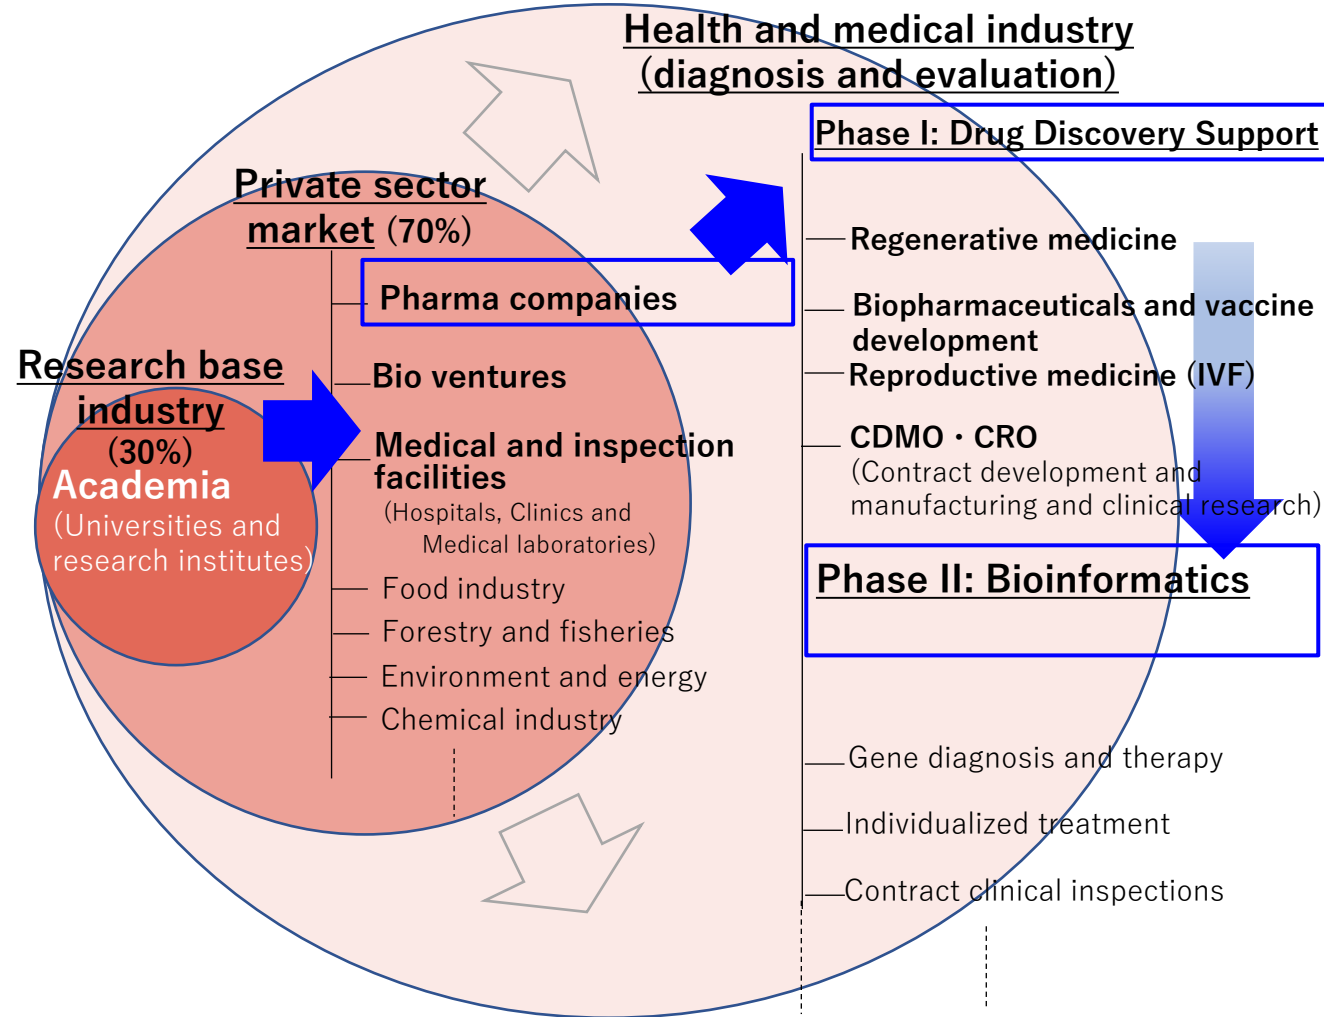 Health and medical industry
(diagnosis and evaluation)
Phase I: Drug Discovery Support
Regenerative medicine
Biopharmaceuticals and vaccine
development
Reproductive medicine (IVF)
CDMO・CRO
(Contract development and
manufacturing and clinical research)
Phase II: Bioinformatics
Gene diagnosis and therapy
Individualized treatment
Contract clinical inspections
Private sector
market (70%)
Pharma companies
Bio ventures
Medical and inspection
facilities
(Hospitals, Clinics and
Medical laboratories)
Food industry
Forestry and fisheries
Environment and energy
Chemical industry
Research base
industry
(30%)
Academia
(Universities and
research institutes)